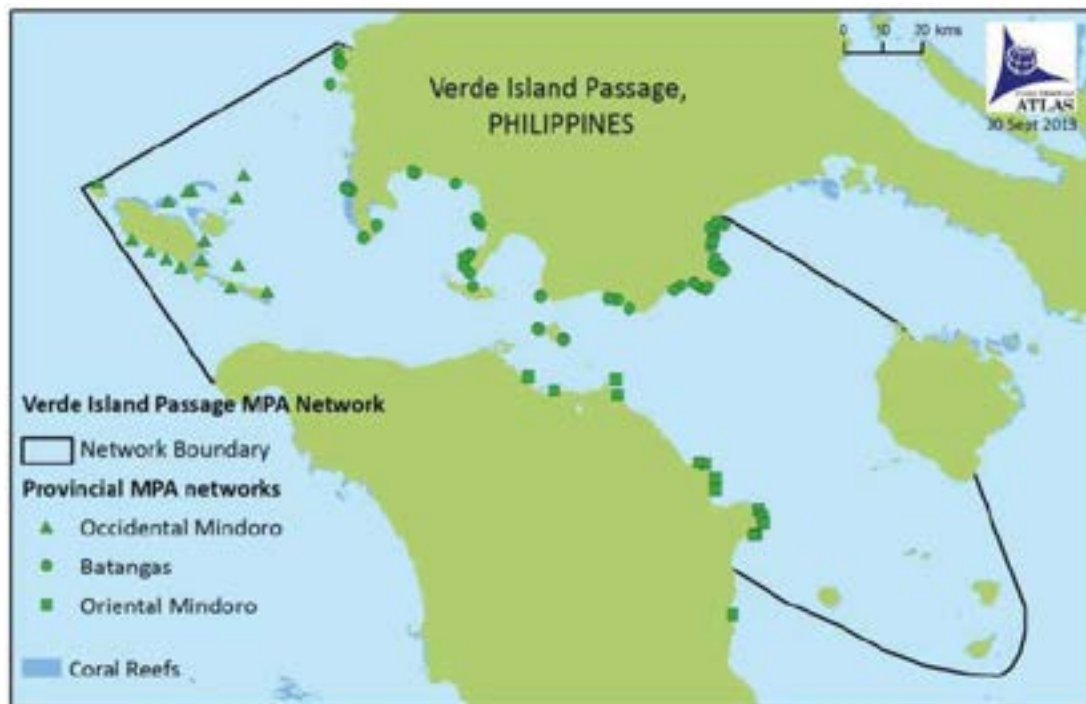 0 10 20 kms
Verde Island Passage,
PHILIPPINES
ATLAS
30 Sept 2013
Verde Island Passage MPA Network
Network Boundary
Provincial MPA networks
Occidental Mindoro
Batangas
Oriental Mindoro
Coral Reefs